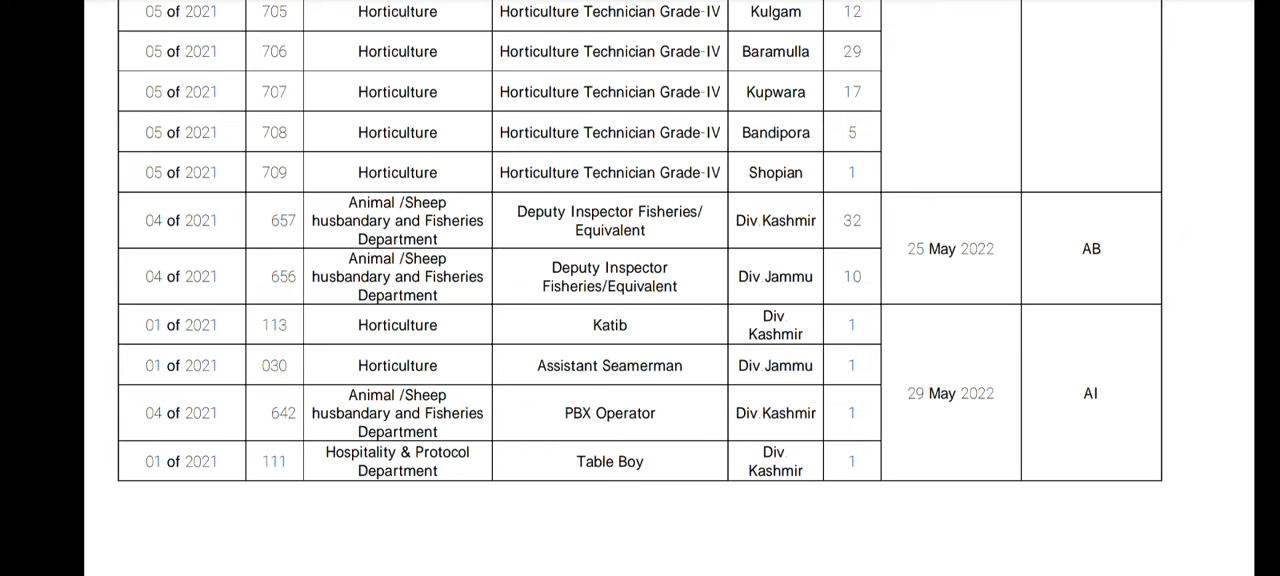 05 of 2021 705 Horticulture Horticulture Technician Grade-IV Kulgam 12
05 of 2021 706 Horticulture Horticulture Technician Grade-IV Baramulla 29
05 of 2021 707 Horticulture Horticulture Technician Grade-IV Kupwara 17
05 of 2021 708 Horticulture Horticulture Technician Grade-IV Bandipora 5
05 of 2021 709 Horticulture Horticulture Technician Grade-IV Shopian 1
Animal /Sheep
husbandary and Fisheries
Department
04 of 2021 657
Deputy Inspector Fisheries/
Equivalent
Div.Kashmir 32
25 May 2022 AB
Animal /Sheep
husbandary and Fisheries
Department
04 of 2021 656
Deputy Inspector
Fisheries/Equivalent
Div.Jammu 10
01 of 2021 113 Horticulture Katib
Div.
Kashmir
1
01 of 2021 030 Horticulture Assistant Seamerman Div.Jammu 1
29 May 2022 AI
Animal /Sheep
husbandary and Fisheries
Department
04 of 2021 642
PBX Operator Div.Kashmir 1
01 of 2021 111
Hospitality & Protocol
Department
Table Boy
Div.
Kashmir
1